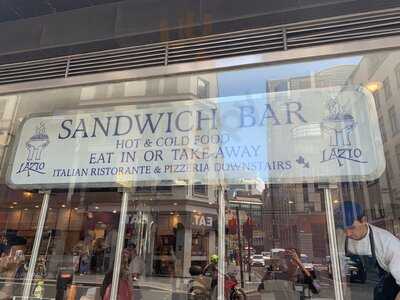 SANDWICH BAR
HOT & COLD FOOD
EAT IN OR TAKE AWAY
ITALIAN RISTORANTE & PIZZERIA DOWNSTAIRS
LAZIO
LAZIO